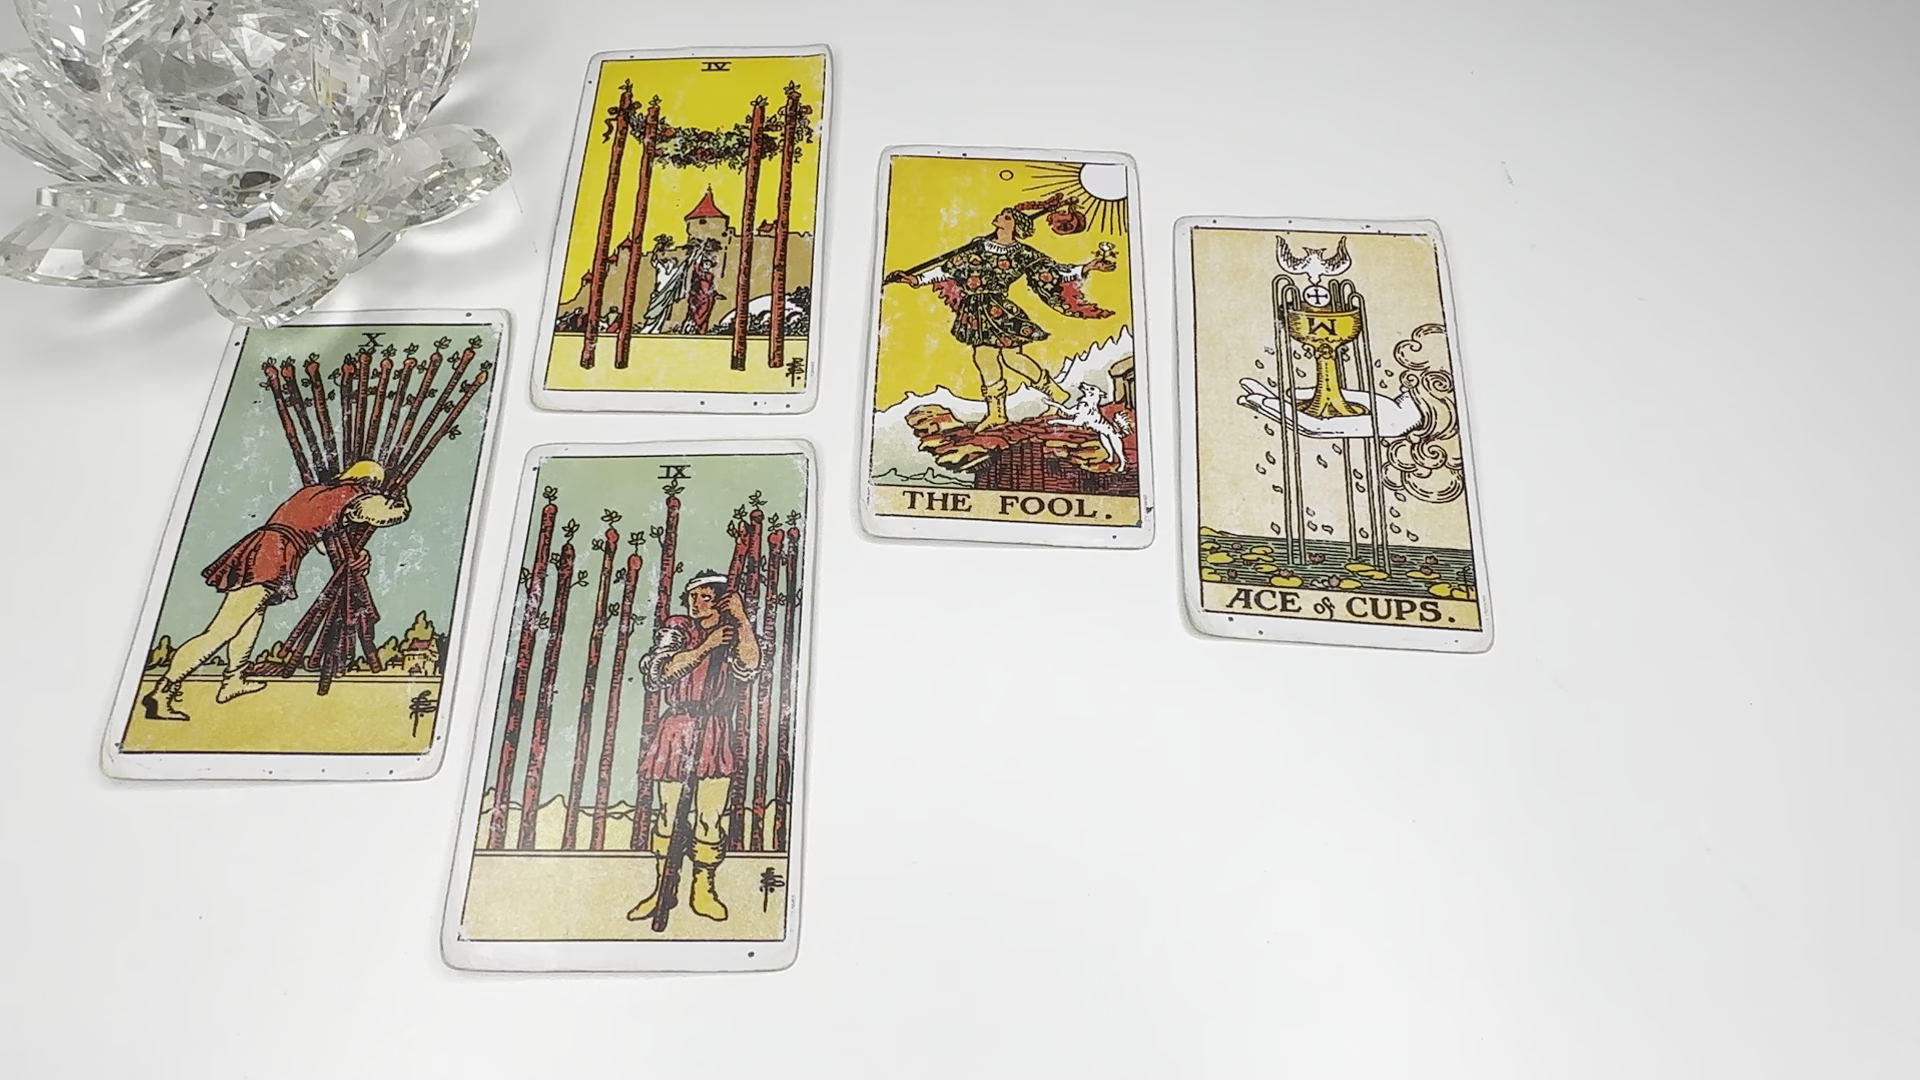 IV
X
IX
THE FOOL.
M
ACE of CUPS.